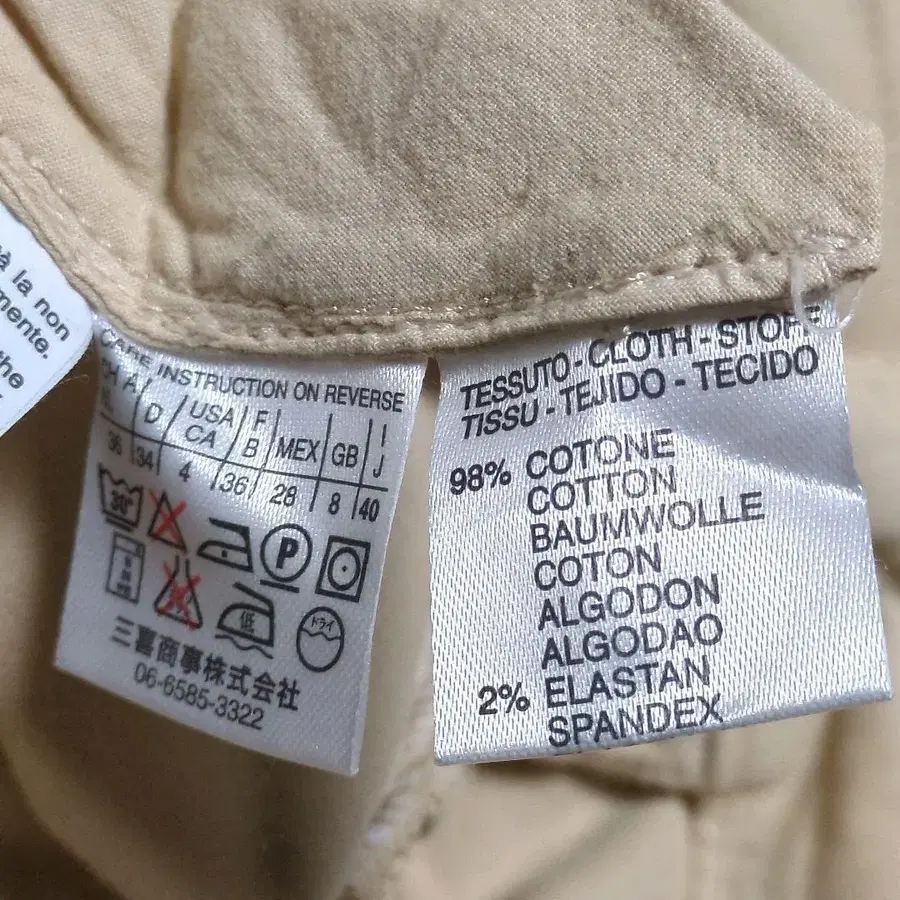 la non
mente.
the
CARE INSTRUCTION ON REVERSE
D USA CA F B MEX GB I J
36 34 4 36 28 8 40
30°
P
低
ドライ
三喜商事株式会社
06-6585-3322
TESSUTO - CLOTH - STOFF
TISSU - TEJIDO - TECIDO
98% COTONE
COTTON
BAUMWOLLE
COTON
ALGODON
ALGODAO
2% ELASTAN
SPANDEX